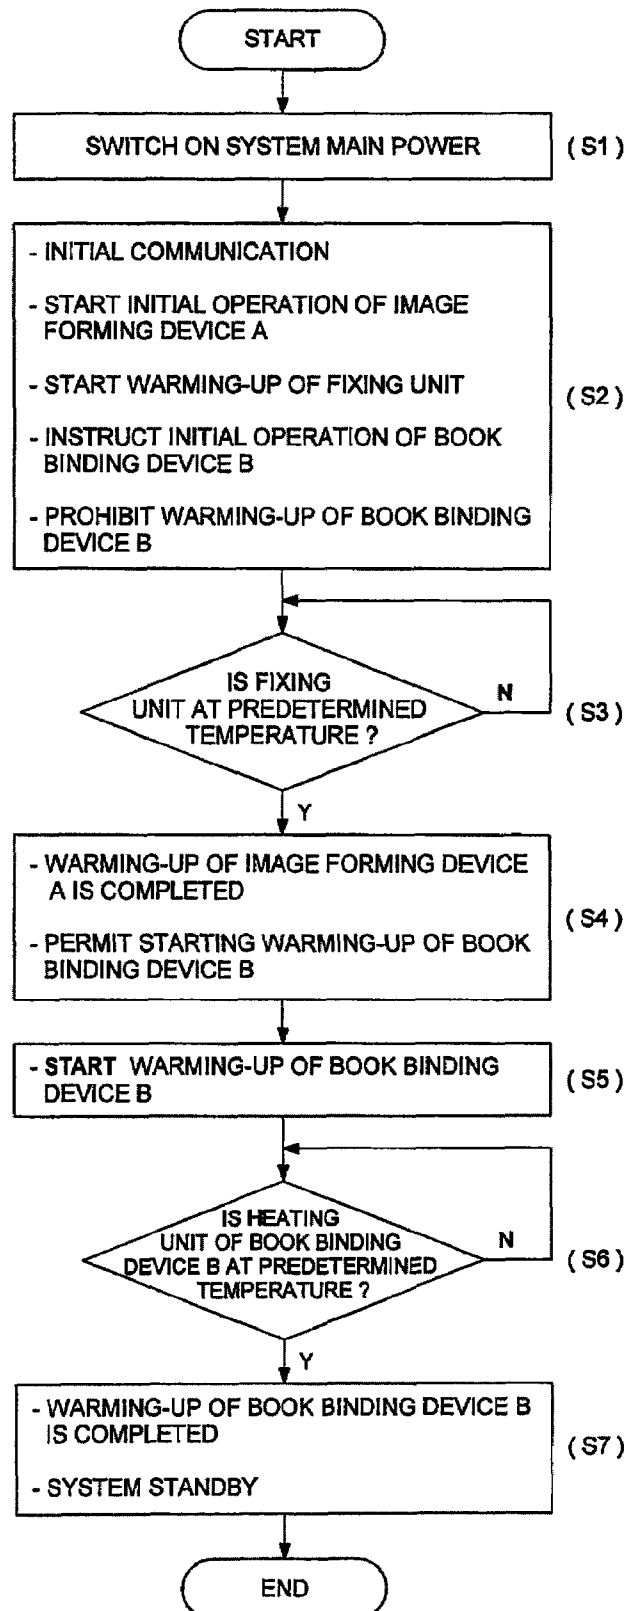 START
SWITCH ON SYSTEM MAIN POWER
(S1)
- INITIAL COMMUNICATION
- START INITIAL OPERATION OF IMAGE
FORMING DEVICE A
- START WARMING-UP OF FIXING UNIT
- INSTRUCT INITIAL OPERATION OF BOOK
BINDING DEVICE B
- PROHIBIT WARMING-UP OF BOOK BINDING
DEVICE B
(S2)
IS FIXING
UNIT AT PREDETERMINED
TEMPERATURE ?
N
(S3)
Y
- WARMING-UP OF IMAGE FORMING DEVICE
A IS COMPLETED
- PERMIT STARTING WARMING-UP OF BOOK
BINDING DEVICE B
(S4)
- START WARMING-UP OF BOOK BINDING
DEVICE B
(S5)
IS HEATING
UNIT OF BOOK BINDING
DEVICE B AT PREDETERMINED
TEMPERATURE ?
N
(S6)
Y
- WARMING-UP OF BOOK BINDING DEVICE B
IS COMPLETED
- SYSTEM STANDBY
(S7)
END